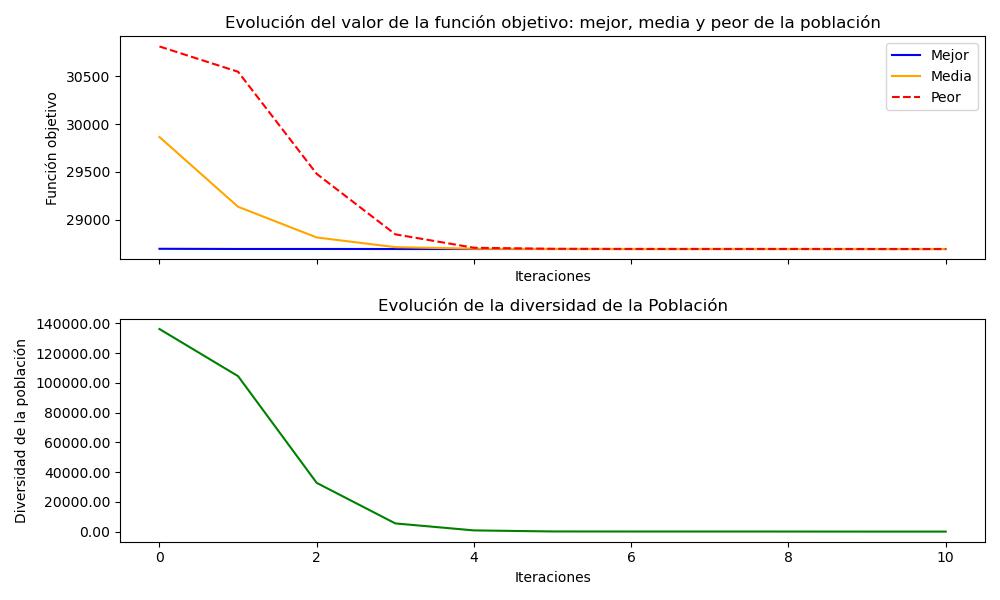 Evolución del valor de la función objetivo: mejor, media y peor de la población
Función objetivo
30500
30000
29500
29000
Mejor
Media
Peor
Iteraciones
Evolución de la diversidad de la Población
Diversidad de la población
140000.00
120000.00
100000.00
80000.00
60000.00
40000.00
20000.00
0.00
0 2 4 6 8 10
Iteraciones